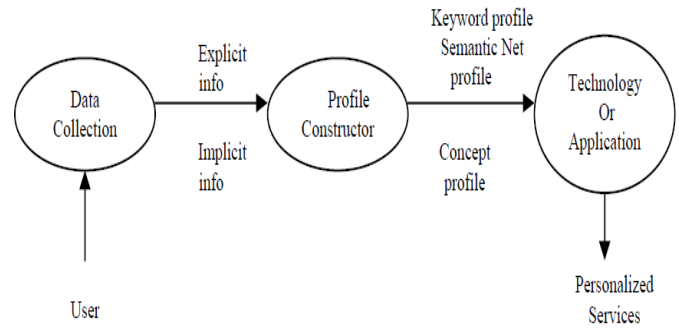 Data
Collection
Explicit
info
Implicit
info
Profile
Constructor
Keyword profile
Semantic Net
profile
Concept
profile
Technology
Or
Application
User
Personalized
Services